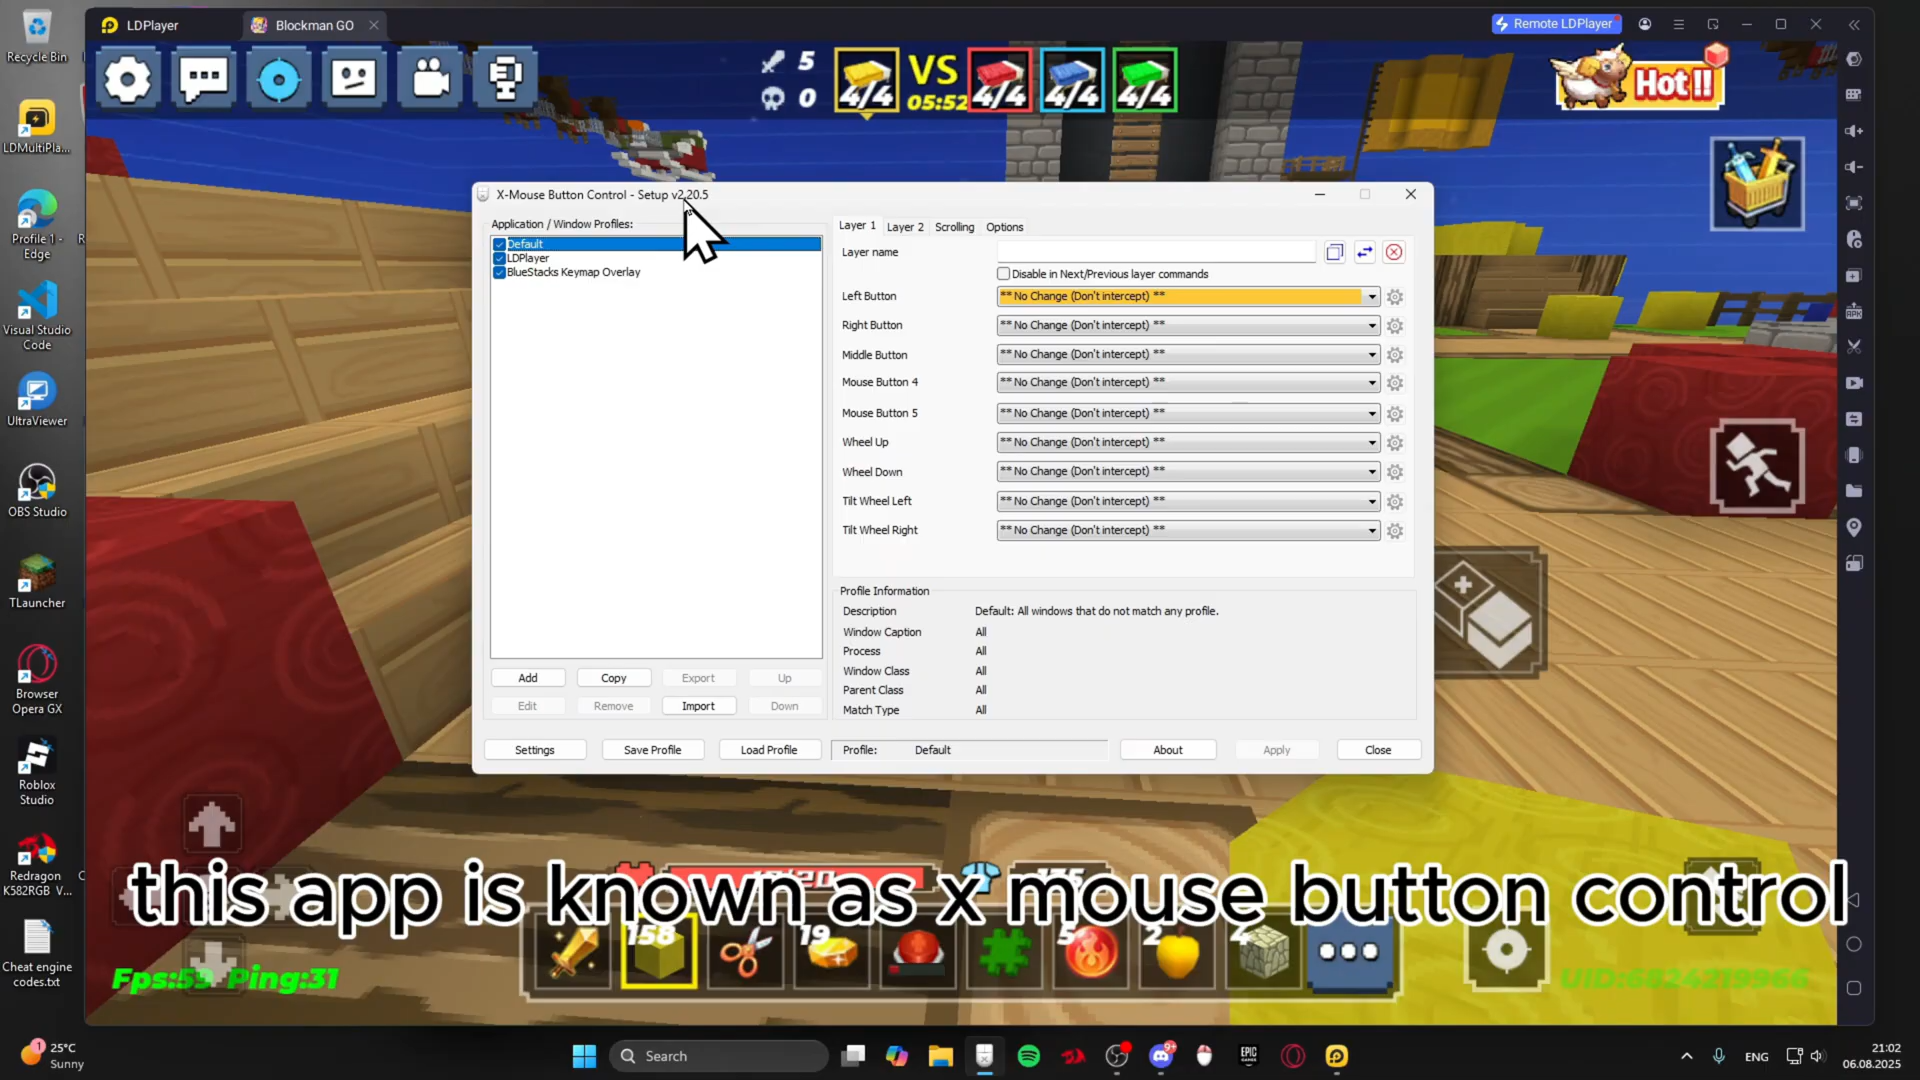 LDPlayer
Blockman GO
Remote LDPlayer
Recycle Bin
LDMultiPla...
Profile 1 -
Edge
Visual Studio
Code
UltraViewer
OBS Studio
TLauncher
Browser
Opera GX
Roblox
Studio
Redragon
K582RGB V...
Cheat engine
codes.txt
5
0
4/4
VS
05:52
4/4
4/4
4/4
Hot!!
X-Mouse Button Control - Setup v2.20.5
Application / Window Profiles:
Default
LDPlayer
BlueStacks Keymap Overlay
Add
Copy
Export
Up
Edit
Remove
Import
Down
Layer 1
Layer 2
Scrolling
Options
Layer name
Disable in Next/Previous layer commands
Left Button
** No Change (Don't intercept) **
Right Button
** No Change (Don't intercept) **
Middle Button
** No Change (Don't intercept) **
Mouse Button 4
** No Change (Don't intercept) **
Mouse Button 5
** No Change (Don't intercept) **
Wheel Up
** No Change (Don't intercept) **
Wheel Down
** No Change (Don't intercept) **
Tilt Wheel Left
** No Change (Don't intercept) **
Tilt Wheel Right
** No Change (Don't intercept) **
Profile Information
Description
Default: All windows that do not match any profile.
Window Caption
All
Process
All
Window Class
All
Parent Class
All
Match Type
All
Settings
Save Profile
Load Profile
Profile:
Default
About
Apply
Close
this app is known as x mouse button control
158
19
5
2
4
Fps:59 Ping:31
UID:6824219966
25°C
Sunny
Search
EPIC
GAMES
9+
ENG
21:02
06.08.2025